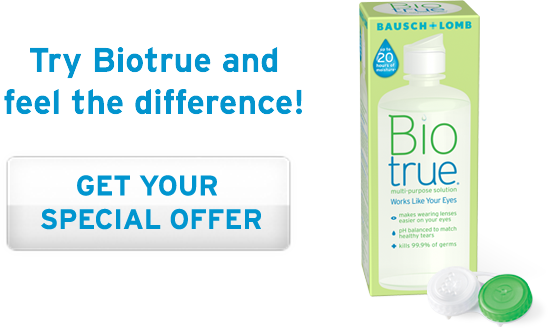 Try Biotrue and
feel the difference!
GET YOUR
SPECIAL OFFER
Bio
true
BAUSCH + LOMB
up to
20
hours of
moisture
Bio
true
multi-purpose solution
Works Like Your Eyes
makes wearing lenses
easier on your eyes
pH balanced to match
healthy tears
kills 99.9% of germs